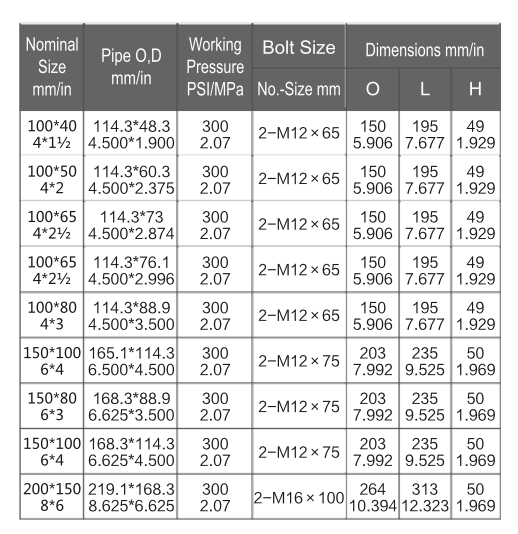 Nominal Size mm/in | Pipe O,D mm/in | Working Pressure PSI/MPa | Bolt Size | Dimensions mm/in
No.-Size mm | O | L | H
100*40 | 114.3*48.3 | 300 | 2-M12×65 | 150 | 195 | 49
4*1½ | 4.500*1.900 | 2.07 | 5.906 | 7.677 | 1.929
100*50 | 114.3*60.3 | 300 | 2-M12×65 | 150 | 195 | 49
4*2 | 4.500*2.375 | 2.07 | 5.906 | 7.677 | 1.929
100*65 | 114.3*73 | 300 | 2-M12×65 | 150 | 195 | 49
4*2½ | 4.500*2.874 | 2.07 | 5.906 | 7.677 | 1.929
100*65 | 114.3*76.1 | 300 | 2-M12×65 | 150 | 195 | 49
4*2½ | 4.500*2.996 | 2.07 | 5.906 | 7.677 | 1.929
100*80 | 114.3*88.9 | 300 | 2-M12×65 | 150 | 195 | 49
4*3 | 4.500*3.500 | 2.07 | 5.906 | 7.677 | 1.929
150*100 | 165.1*114.3 | 300 | 2-M12×75 | 203 | 235 | 50
6*4 | 6.500*4.500 | 2.07 | 7.992 | 9.525 | 1.969
150*80 | 168.3*88.9 | 300 | 2-M12×75 | 203 | 235 | 50
6*3 | 6.625*3.500 | 2.07 | 7.992 | 9.525 | 1.969
150*100 | 168.3*114.3 | 300 | 2-M12×75 | 203 | 235 | 50
6*4 | 6.625*4.500 | 2.07 | 7.992 | 9.525 | 1.969
200*150 | 219.1*168.3 | 300 | 2-M16×100 | 264 | 313 | 50
8*6 | 8.625*6.625 | 2.07 | 10.394 | 12.323 | 1.969